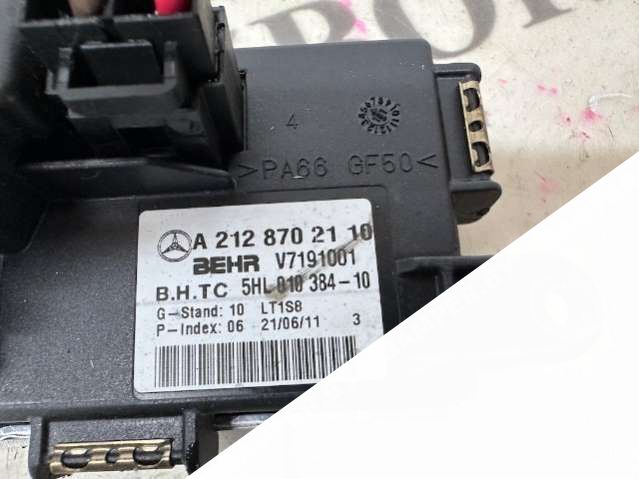 4
>PA66 GF50<
A 212 870 21 10
BEHR V7191001
B.H.TC 5HL 010 384-10
G-Stand: 10 LT1S8
P-Index: 06 21/06/11 3